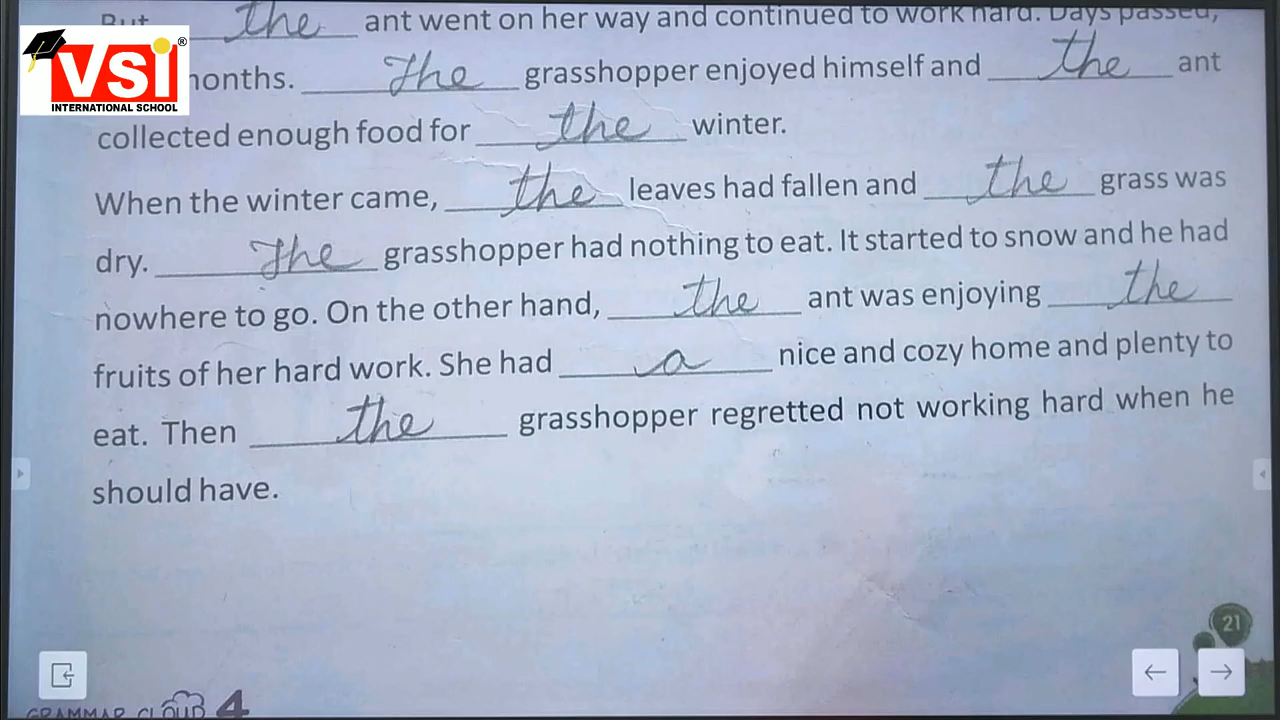 But the ant went on her way and continued to work hard. Days passed,
VSI ®
INTERNATIONAL SCHOOL
months. The grasshopper enjoyed himself and the ant
collected enough food for the winter.
When the winter came, the leaves had fallen and the grass was
dry. The grasshopper had nothing to eat. It started to snow and he had
nowhere to go. On the other hand, the ant was enjoying the
fruits of her hard work. She had a nice and cozy home and plenty to
eat. Then the grasshopper regretted not working hard when he
should have.
21
GRAMMAR CLOUD 4